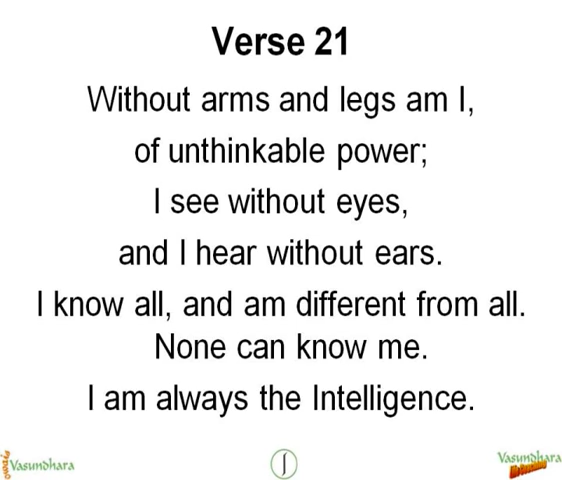 Verse 21
Without arms and legs am I,
of unthinkable power;
I see without eyes,
and I hear without ears.
I know all, and am different from all.
None can know me.
I am always the Intelligence.
Vasundhara
Vasundhara